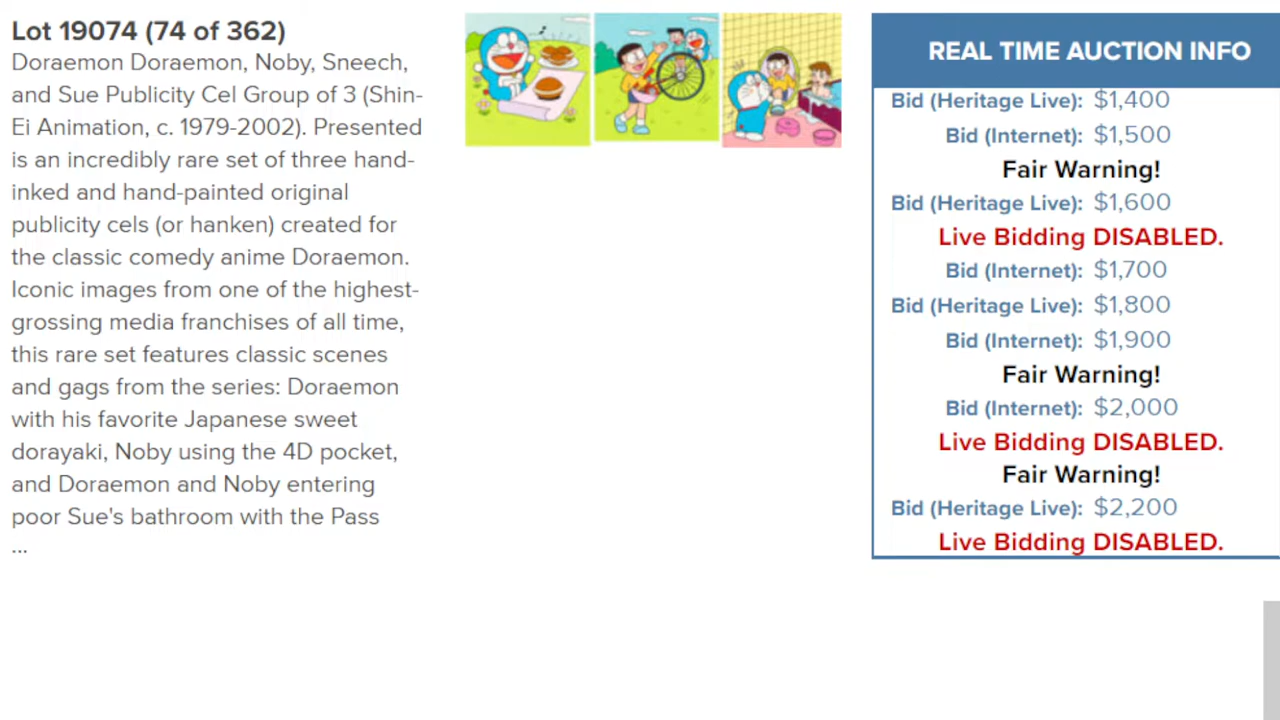 Lot 19074 (74 of 362)
Doraemon Doraemon, Noby, Sneech,
and Sue Publicity Cel Group of 3 (Shin-
Ei Animation, c. 1979-2002). Presented
is an incredibly rare set of three hand-
inked and hand-painted original
publicity cels (or hanken) created for
the classic comedy anime Doraemon.
Iconic images from one of the highest-
grossing media franchises of all time,
this rare set features classic scenes
and gags from the series: Doraemon
with his favorite Japanese sweet
dorayaki, Noby using the 4D pocket,
and Doraemon and Noby entering
poor Sue's bathroom with the Pass
...
REAL TIME AUCTION INFO
Bid (Heritage Live): $1,400
Bid (Internet): $1,500
Fair Warning!
Bid (Heritage Live): $1,600
Live Bidding DISABLED.
Bid (Internet): $1,700
Bid (Heritage Live): $1,800
Bid (Internet): $1,900
Fair Warning!
Bid (Internet): $2,000
Live Bidding DISABLED.
Fair Warning!
Bid (Heritage Live): $2,200
Live Bidding DISABLED.